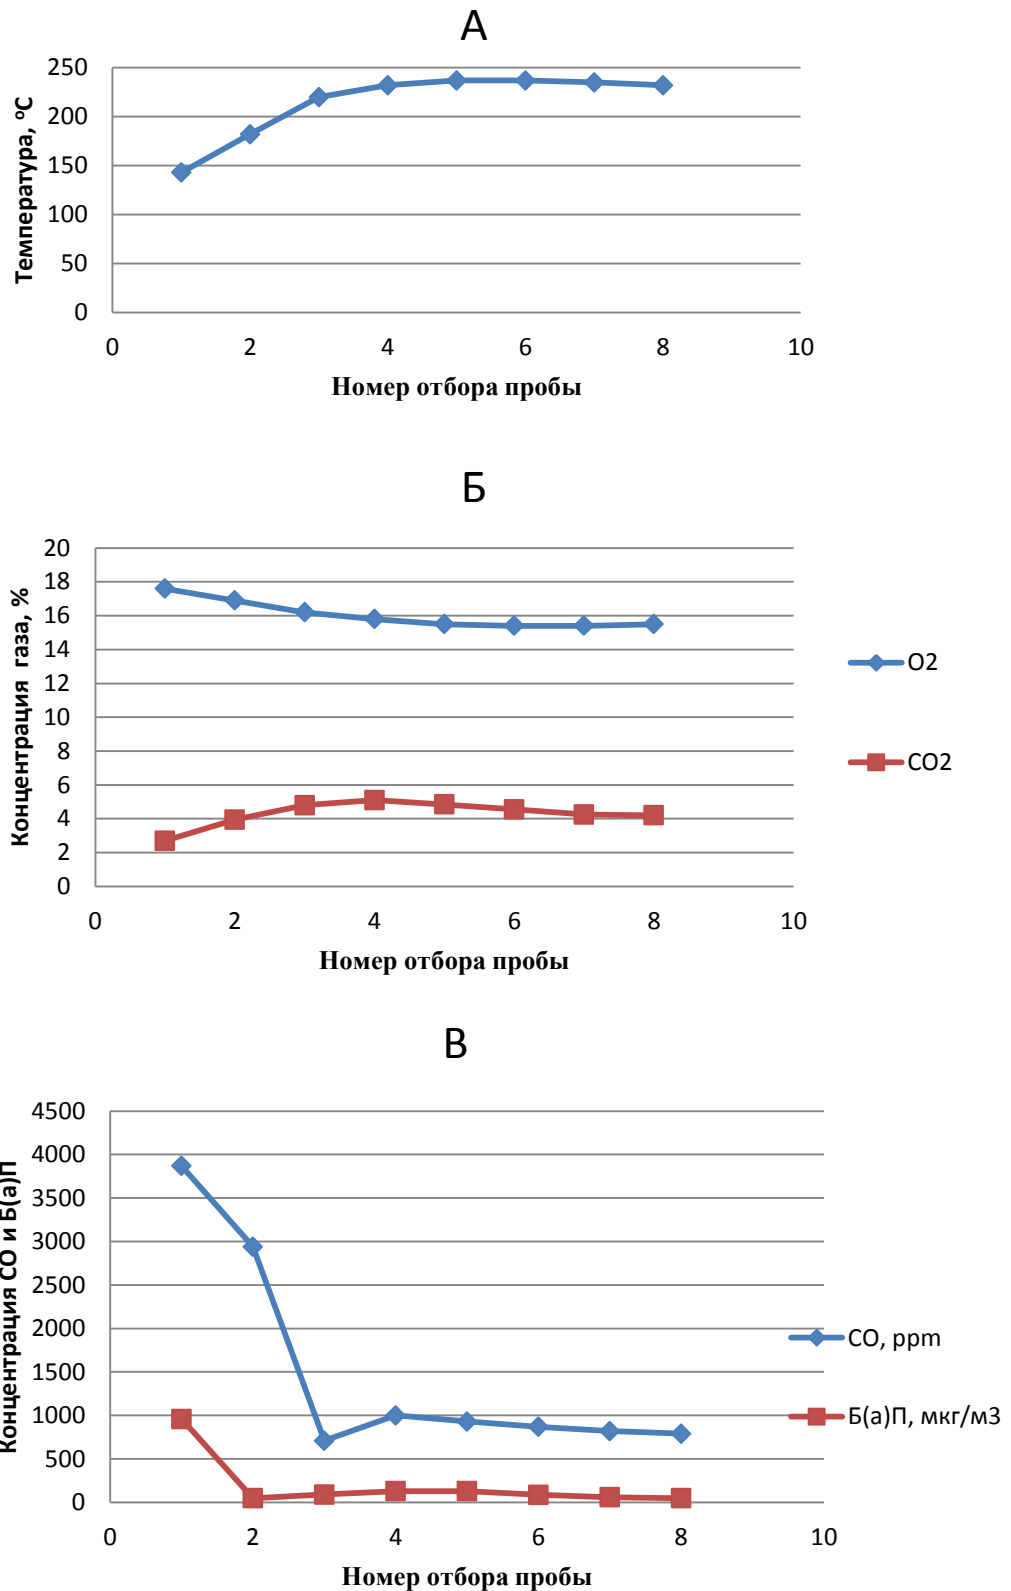 А
250
200
150
100
50
0
Температура, ᵒС
0 2 4 6 8 10
Номер отбора пробы
Б
20
18
16
14
12
10
8
6
4
2
0
Концентрация газа, %
0 2 4 6 8 10
Номер отбора пробы
О2
СО2
В
4500
4000
3500
3000
2500
2000
1500
1000
500
0
Концентрация СО и Б(а)П
0 2 4 6 8 10
Номер отбора пробы
СО, ppm
Б(а)П, мкг/м3